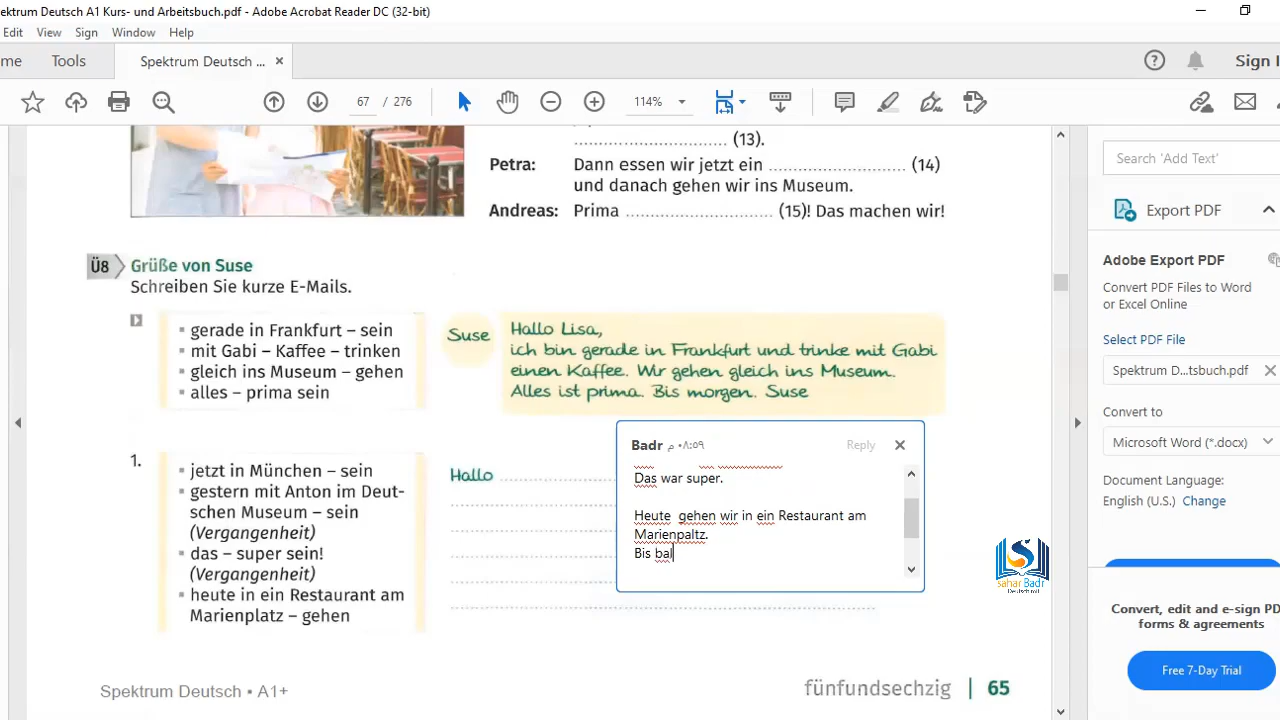 ektrum Deutsch A1 Kurs- und Arbeitsbuch.pdf - Adobe Acrobat Reader DC (32-bit)
Edit View Sign Window Help
me Tools Spektrum Deutsch ... × Sign I
67 / 276 114%
............................. (13).
Petra: Dann essen wir jetzt ein .......................... (14)
und danach gehen wir ins Museum.
Andreas: Prima ............................ (15)! Das machen wir!
Ü8 Grüße von Suse
Schreiben Sie kurze E-Mails.
▪ gerade in Frankfurt – sein
▪ mit Gabi – Kaffee – trinken
▪ gleich ins Museum – gehen
▪ alles – prima sein
Suse
Hallo Lisa,
ich bin gerade in Frankfurt und trinke mit Gabi
einen Kaffee. Wir gehen gleich ins Museum.
Alles ist prima. Bis morgen. Suse
1.
▪ jetzt in München – sein
▪ gestern mit Anton im Deut-
schen Museum – sein
(Vergangenheit)
▪ das – super sein!
(Vergangenheit)
▪ heute in ein Restaurant am
Marienplatz – gehen
Hallo ..........................
Badr ٠٨:٥٩ م Reply
Das war super.
Heute  gehen wir in ein Restaurant am
Marienpaltz.
Bis bal
Spektrum Deutsch • A1+
fünfundsechzig | 65
Search 'Add Text'
Export PDF
Adobe Export PDF
Convert PDF Files to Word
or Excel Online
Select PDF File
Spektrum D...tsbuch.pdf ×
Convert to
Microsoft Word (*.docx)
Document Language:
English (U.S.) Change
Convert, edit and e-sign PD
forms & agreements
Free 7-Day Trial
sahar Badr
Deutsch mit